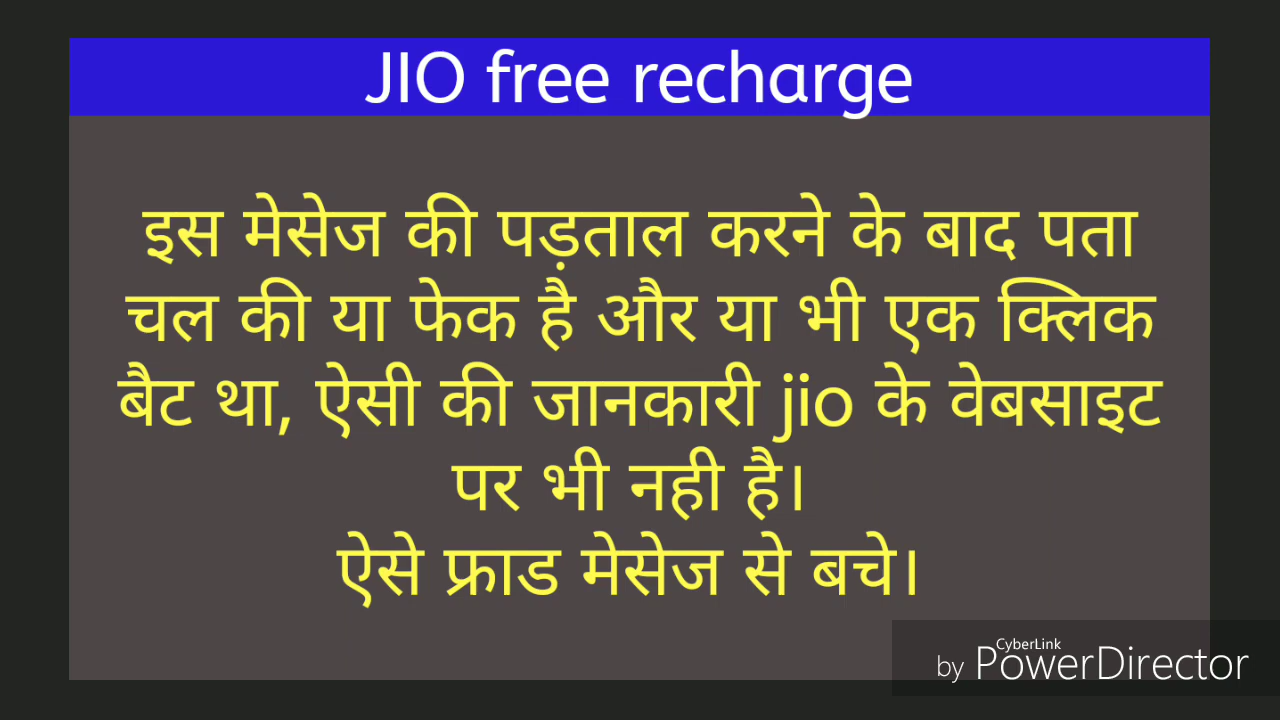 JIO free recharge
इस मेसेज की पड़ताल करने के बाद पता
चल की या फेक है और या भी एक क्लिक
बैट था, ऐसी की जानकारी jio के वेबसाइट
पर भी नही है।
ऐसे फ्राड मेसेज से बचे।
CyberLink
by PowerDirector